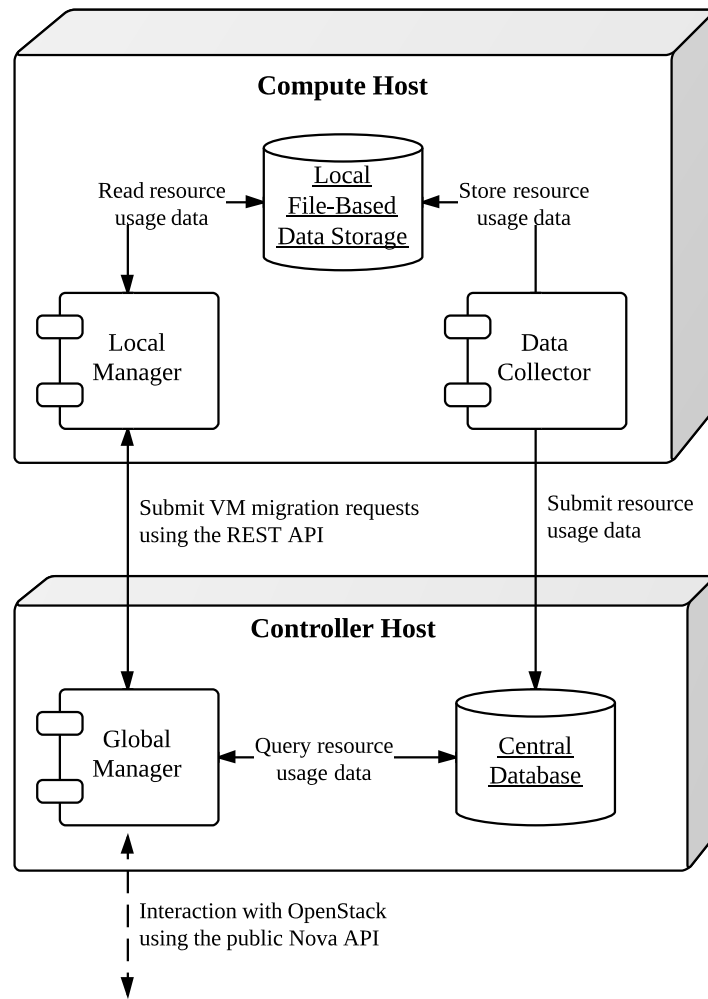 Compute Host
Local
File-Based
Data Storage
Read resource
usage data
Store resource
usage data
Local
Manager
Data
Collector
Submit VM migration requests
using the REST API
Submit resource
usage data
Controller Host
Global
Manager
Query resource
usage data
Central
Database
Interaction with OpenStack
using the public Nova API